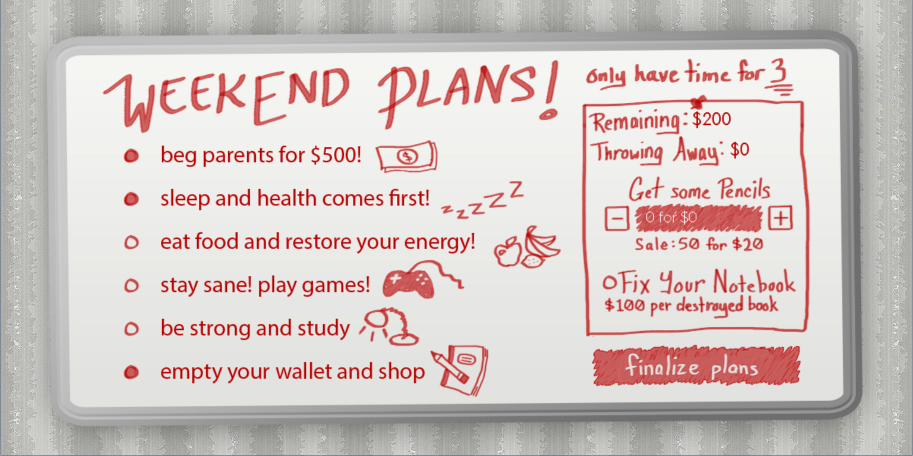 WEEKEND PLANS!
beg parents for $500!
sleep and health comes first!
zzzzz
eat food and restore your energy!
stay sane! play games!
be strong and study
empty your wallet and shop
only have time for 3
Remaining: $200
Throwing Away: $0
Get some Pencils
− 0 for $0 +
Sale: 50 for $20
Fix Your Notebook
$100 per destroyed book
finalize plans